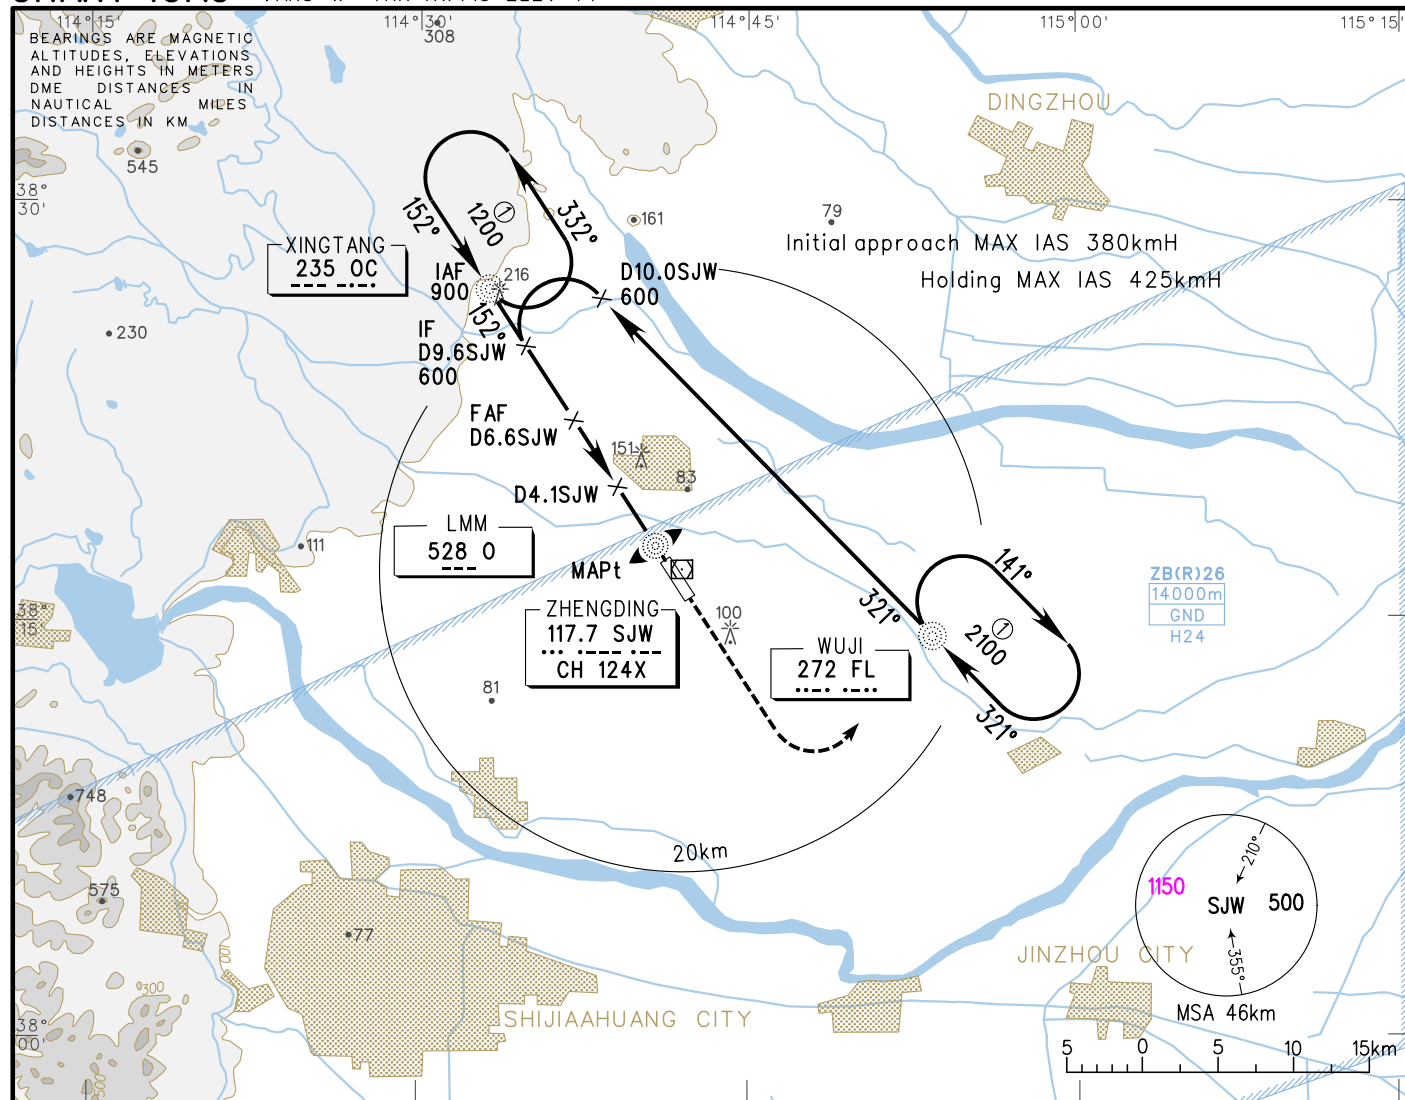 114°15'
114°30'
114°45'
115°00'
115°15'
BEARINGS ARE MAGNETIC
ALTITUDES, ELEVATIONS
AND HEIGHTS IN METERS
DME DISTANCES IN
NAUTICAL MILES
DISTANCES IN KM
308
DINGZHOU
545
38°
30'
152°
1200
1
332°
161
79
Initial approach MAX IAS 380kmH
Holding MAX IAS 425kmH
XINGTANG
235 OC
IAF
900
216
D10.0SJW
600
152°
230
IF
D9.6SJW
600
FAF
D6.6SJW
151
83
D4.1SJW
LMM
528 O
111
MAPt
ZHENGDING
117.7 SJW
CH 124X
100
321°
141°
1
2100
WUJI
272 FL
321°
ZB(R)26
14000m
GND
H24
38°
15'
81
748
20km
575
77
300
500
SHIJIAAHUANG CITY
JINZHOU CITY
210°
1150
SJW
500
355°
MSA 46km
38°
00'
5 0 5 10 15km